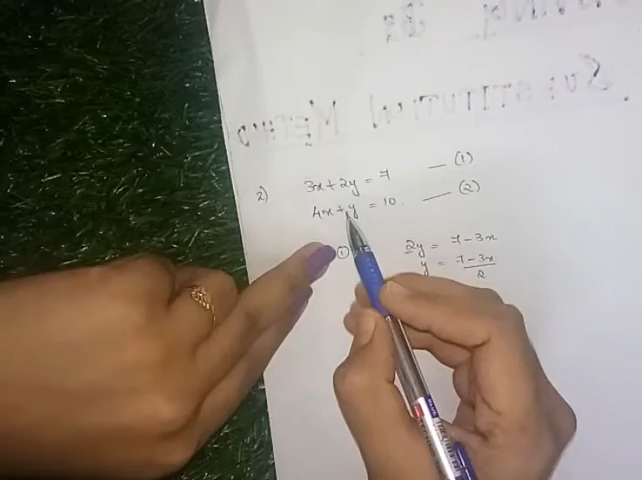 SUBSTITUTION METHOD
2) 3x + 2y = 7 — (1)
4x + y = 10. — (2)
① 2y = 7 - 3x
y = 7 - 3x / 2